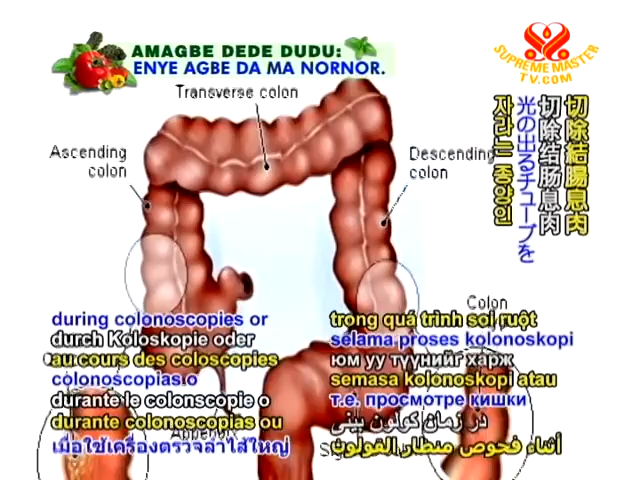 AMAGBE DEDE DUDU:
ENYE AGBE DA MA NORNOR.
SUPREME MASTER
TV.COM
Transverse colon
Ascending
colon
Descending
colon
Colon
切除結腸息肉
切除结肠息肉
光の出るチューブを
자라는 종양인
during colonoscopies or
durch Koloskopie oder
au cours des coloscopies
colonoscopias o
durante le colonscopie o
durante colonoscopias ou
เมื่อใช้เครื่องตรวจลำไส้ใหญ่
trong quá trình soi ruột
selama proses kolonoskopi
юм уу түүнийг харж
semasa kolonoskopi atau
т.е. просмотре кишки
در زمان کولون بینی
أثناء فحوص منظار القولون